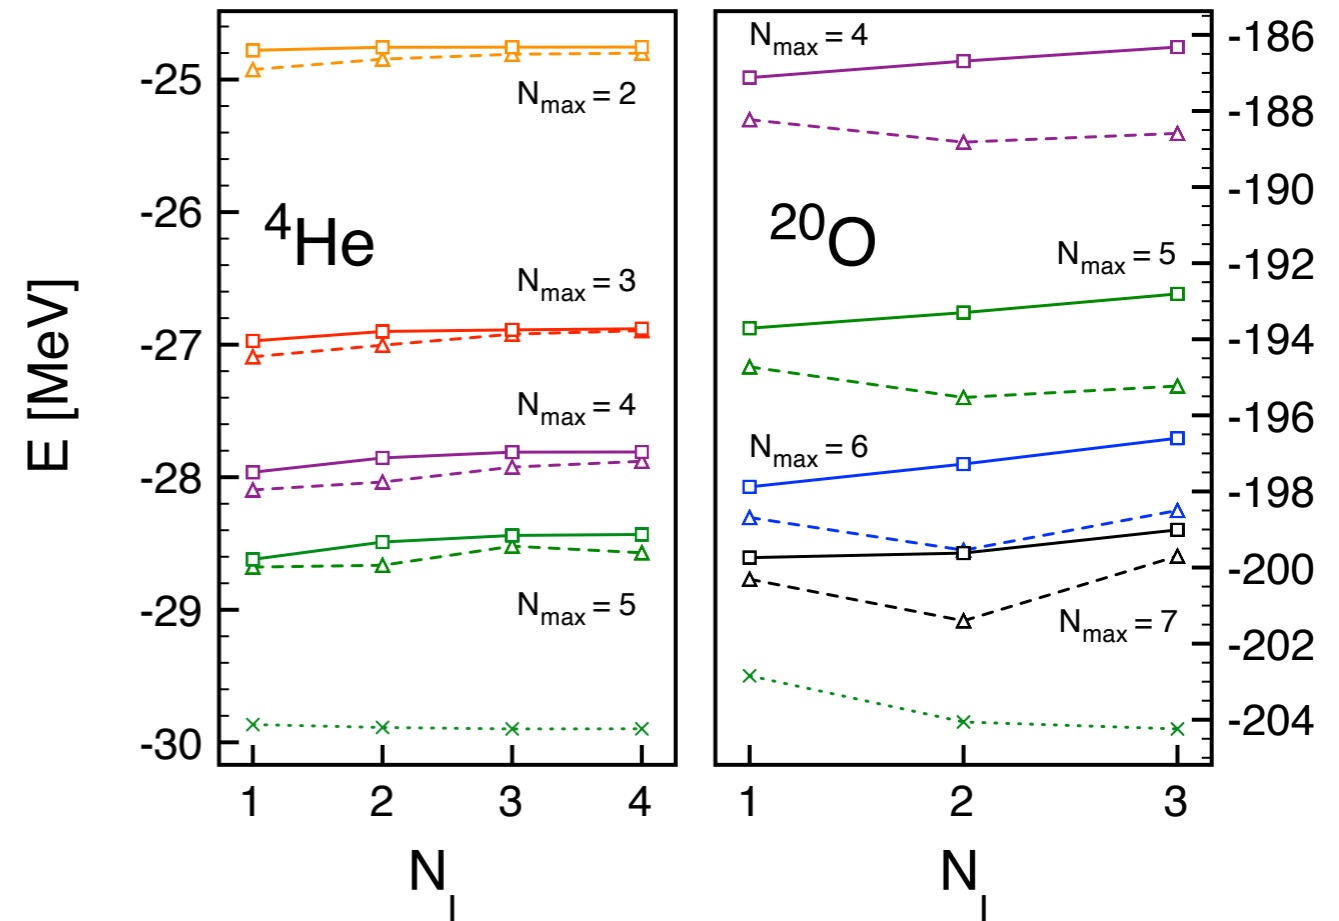 E [MeV]
-25
-26
-27
-28
-29
-30
⁴He
N_max = 2
N_max = 3
N_max = 4
N_max = 5
1 2 3 4
N_l
²⁰O
N_max = 4
N_max = 5
N_max = 6
N_max = 7
-186
-188
-190
-192
-194
-196
-198
-200
-202
-204
1 2 3
N_l